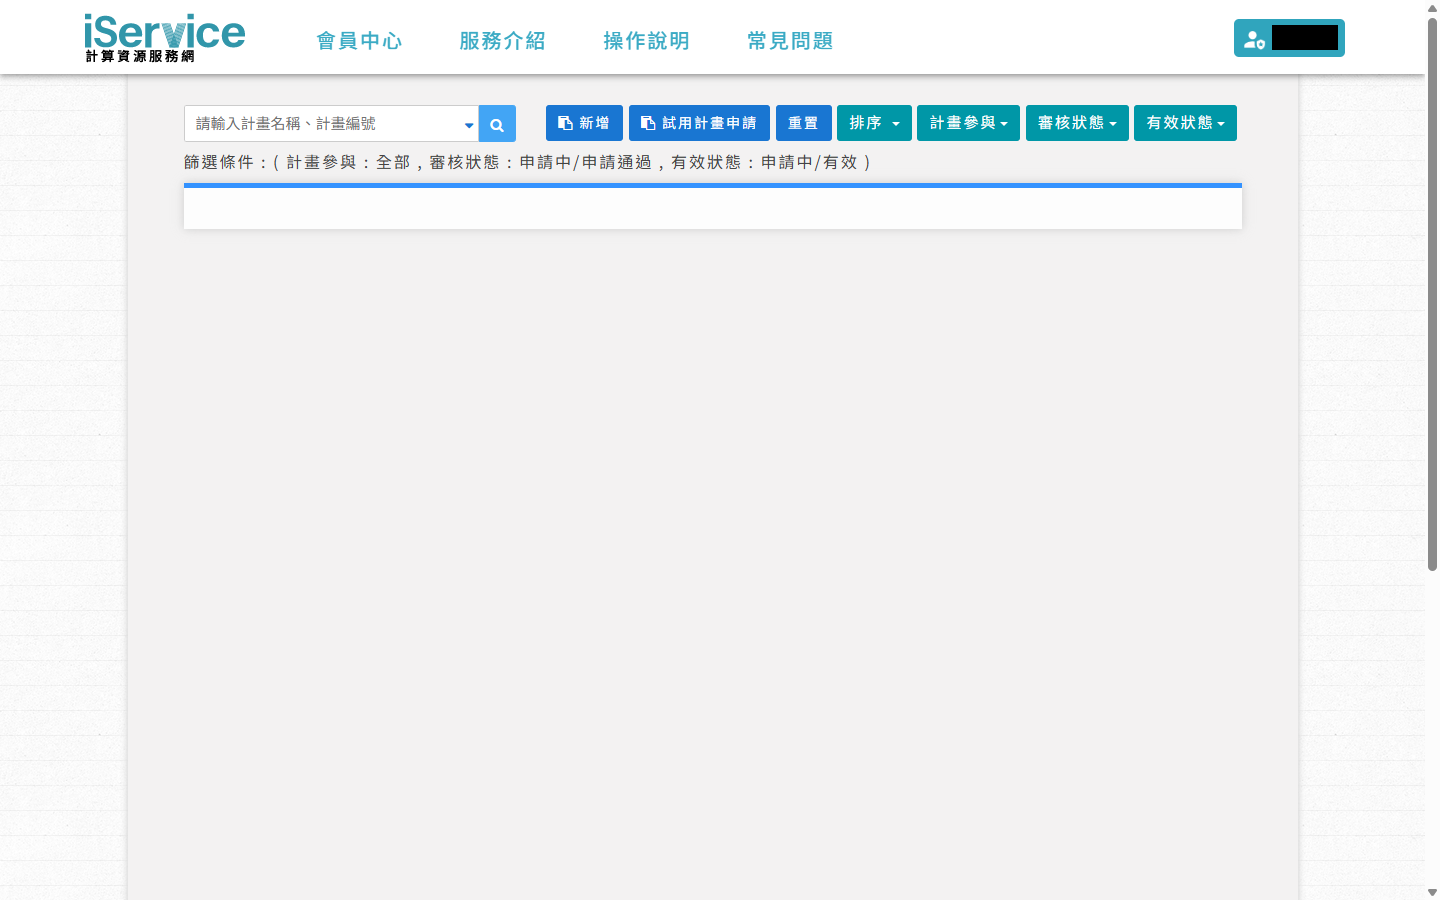 iService
計算資源服務網
會員中心 服務介紹 操作說明 常見問題
請輸入計畫名稱、計畫編號
新增 試用計畫申請 重置 排序 計畫參與 審核狀態 有效狀態
篩選條件 : ( 計畫參與 : 全部 , 審核狀態 : 申請中/申請通過 , 有效狀態 : 申請中/有效 )